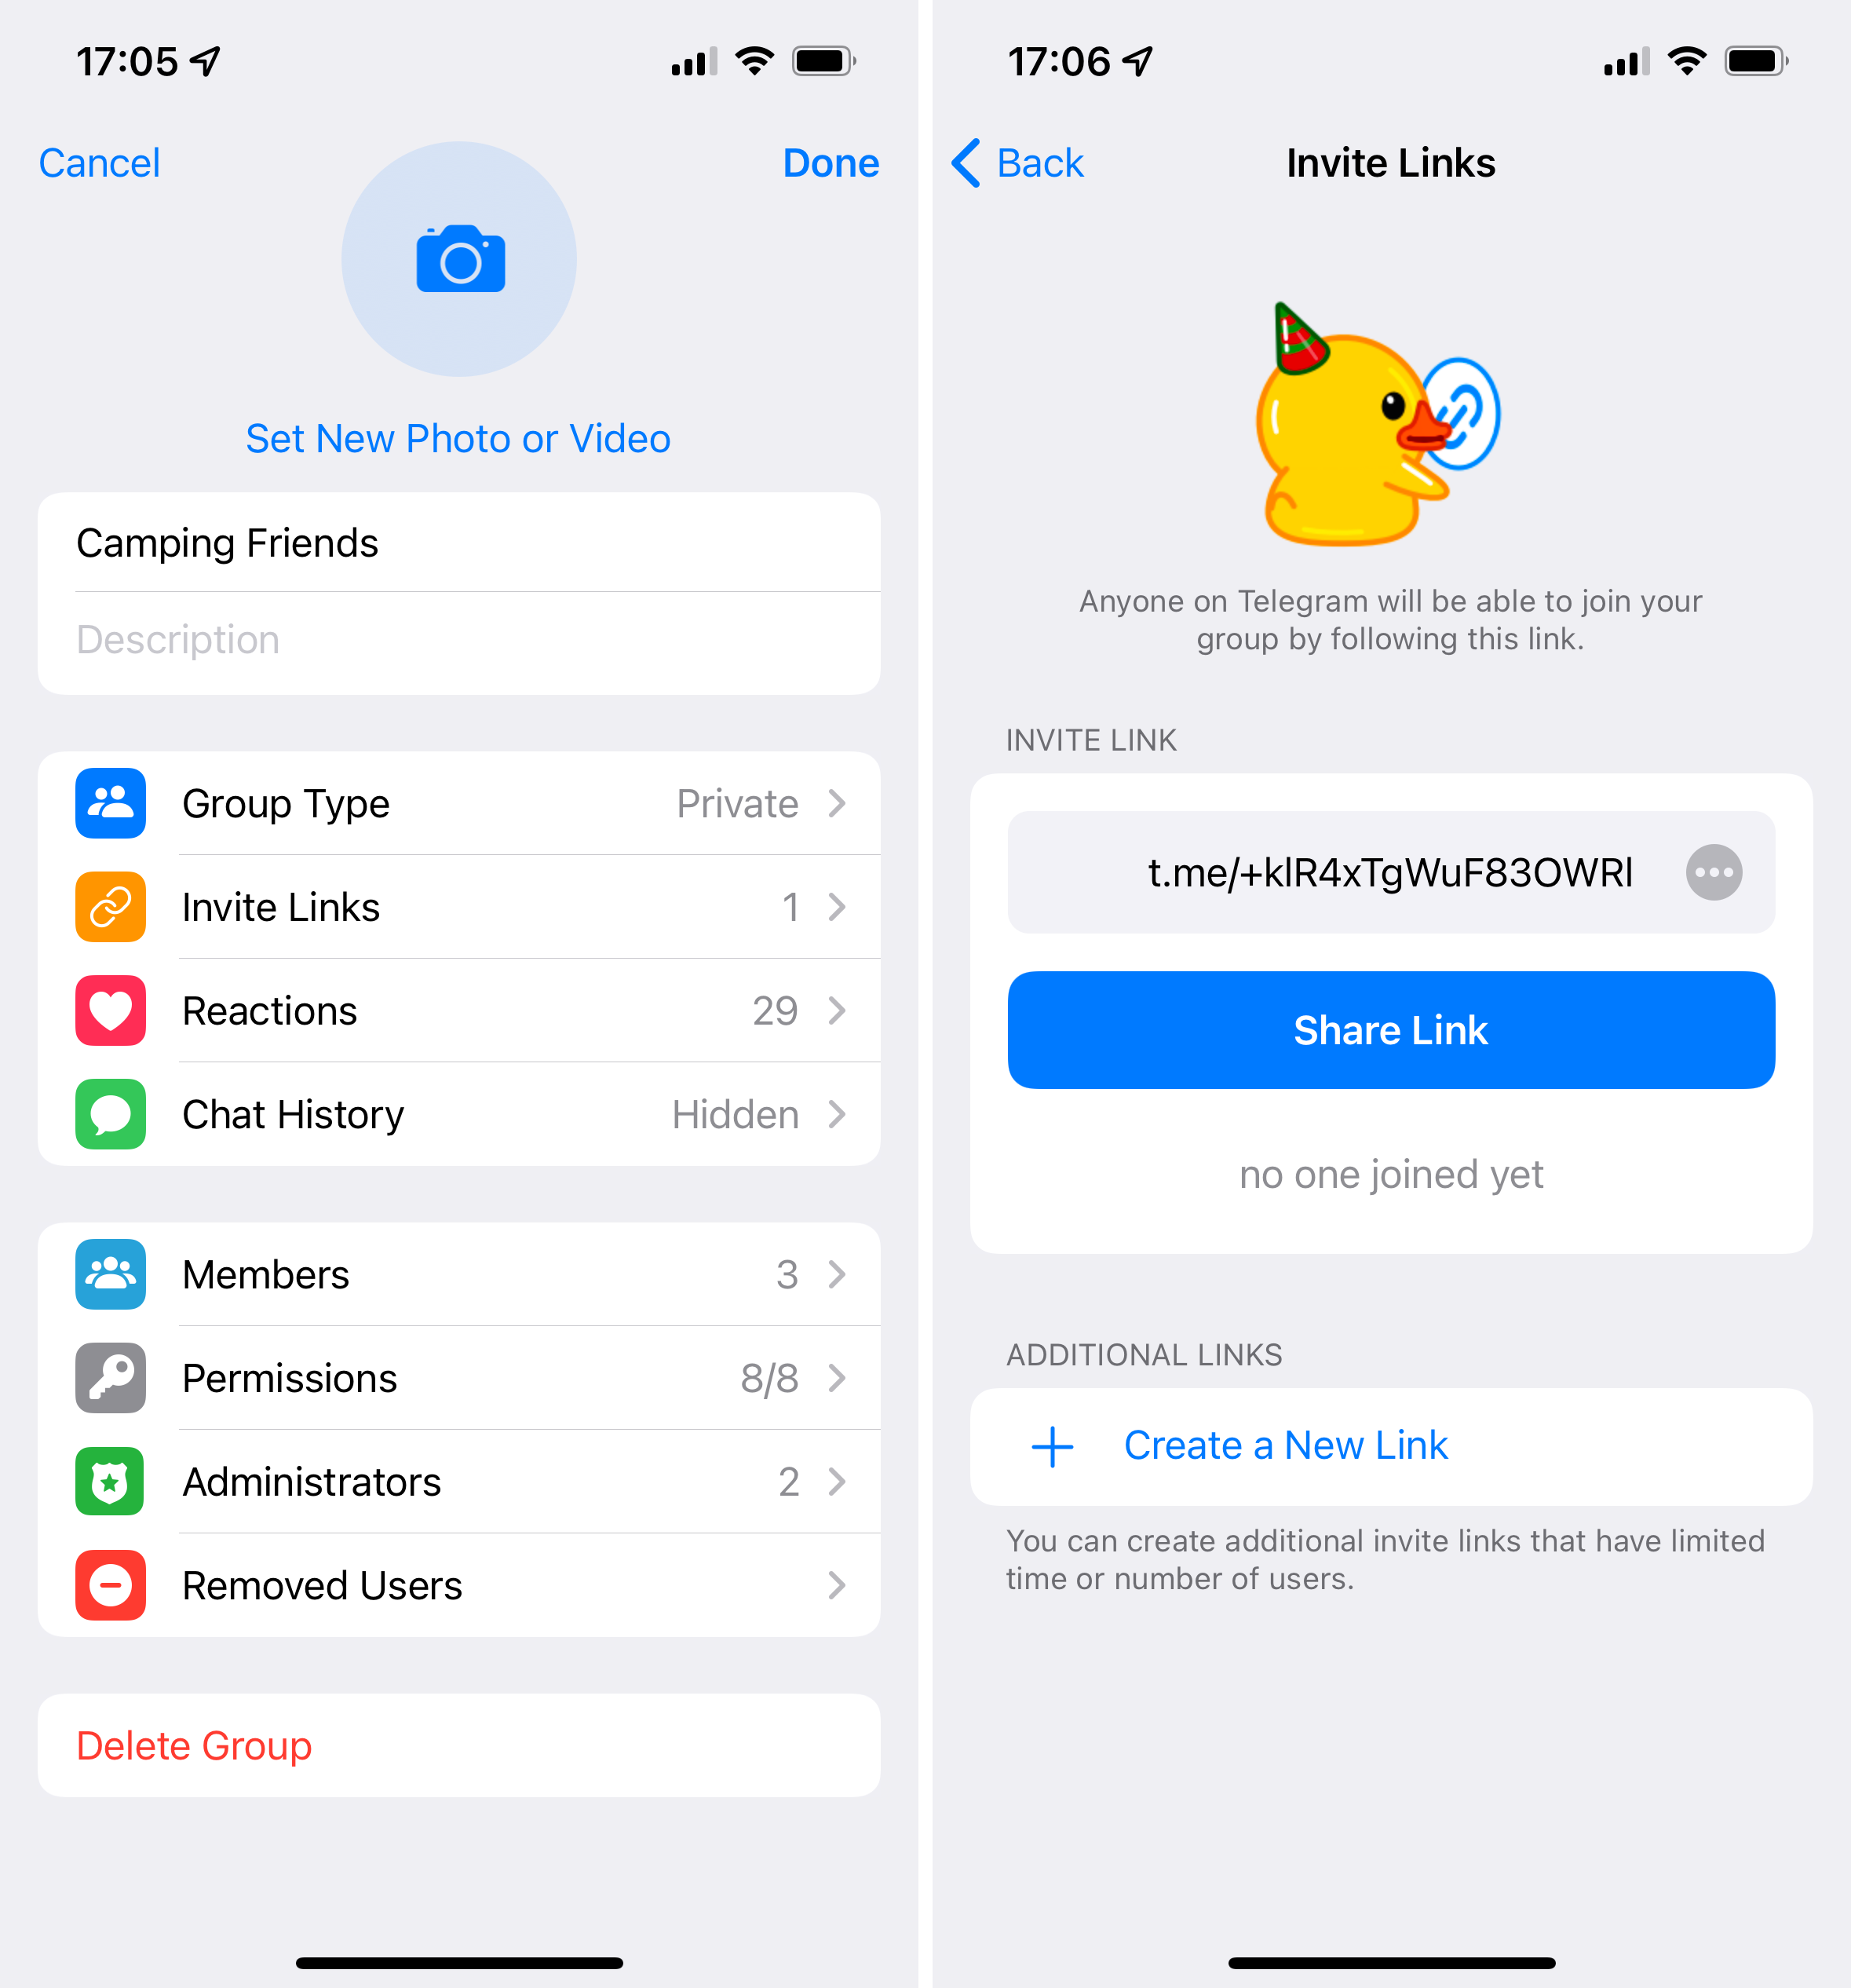 17:05
Cancel
Done
Set New Photo or Video
Camping Friends
Description
Group Type Private
Invite Links 1
Reactions 29
Chat History Hidden
Members 3
Permissions 8/8
Administrators 2
Removed Users
Delete Group
17:06
Back
Invite Links
Anyone on Telegram will be able to join your
group by following this link.
INVITE LINK
t.me/+klR4xTgWuF83OWRl
Share Link
no one joined yet
ADDITIONAL LINKS
Create a New Link
You can create additional invite links that have limited
time or number of users.